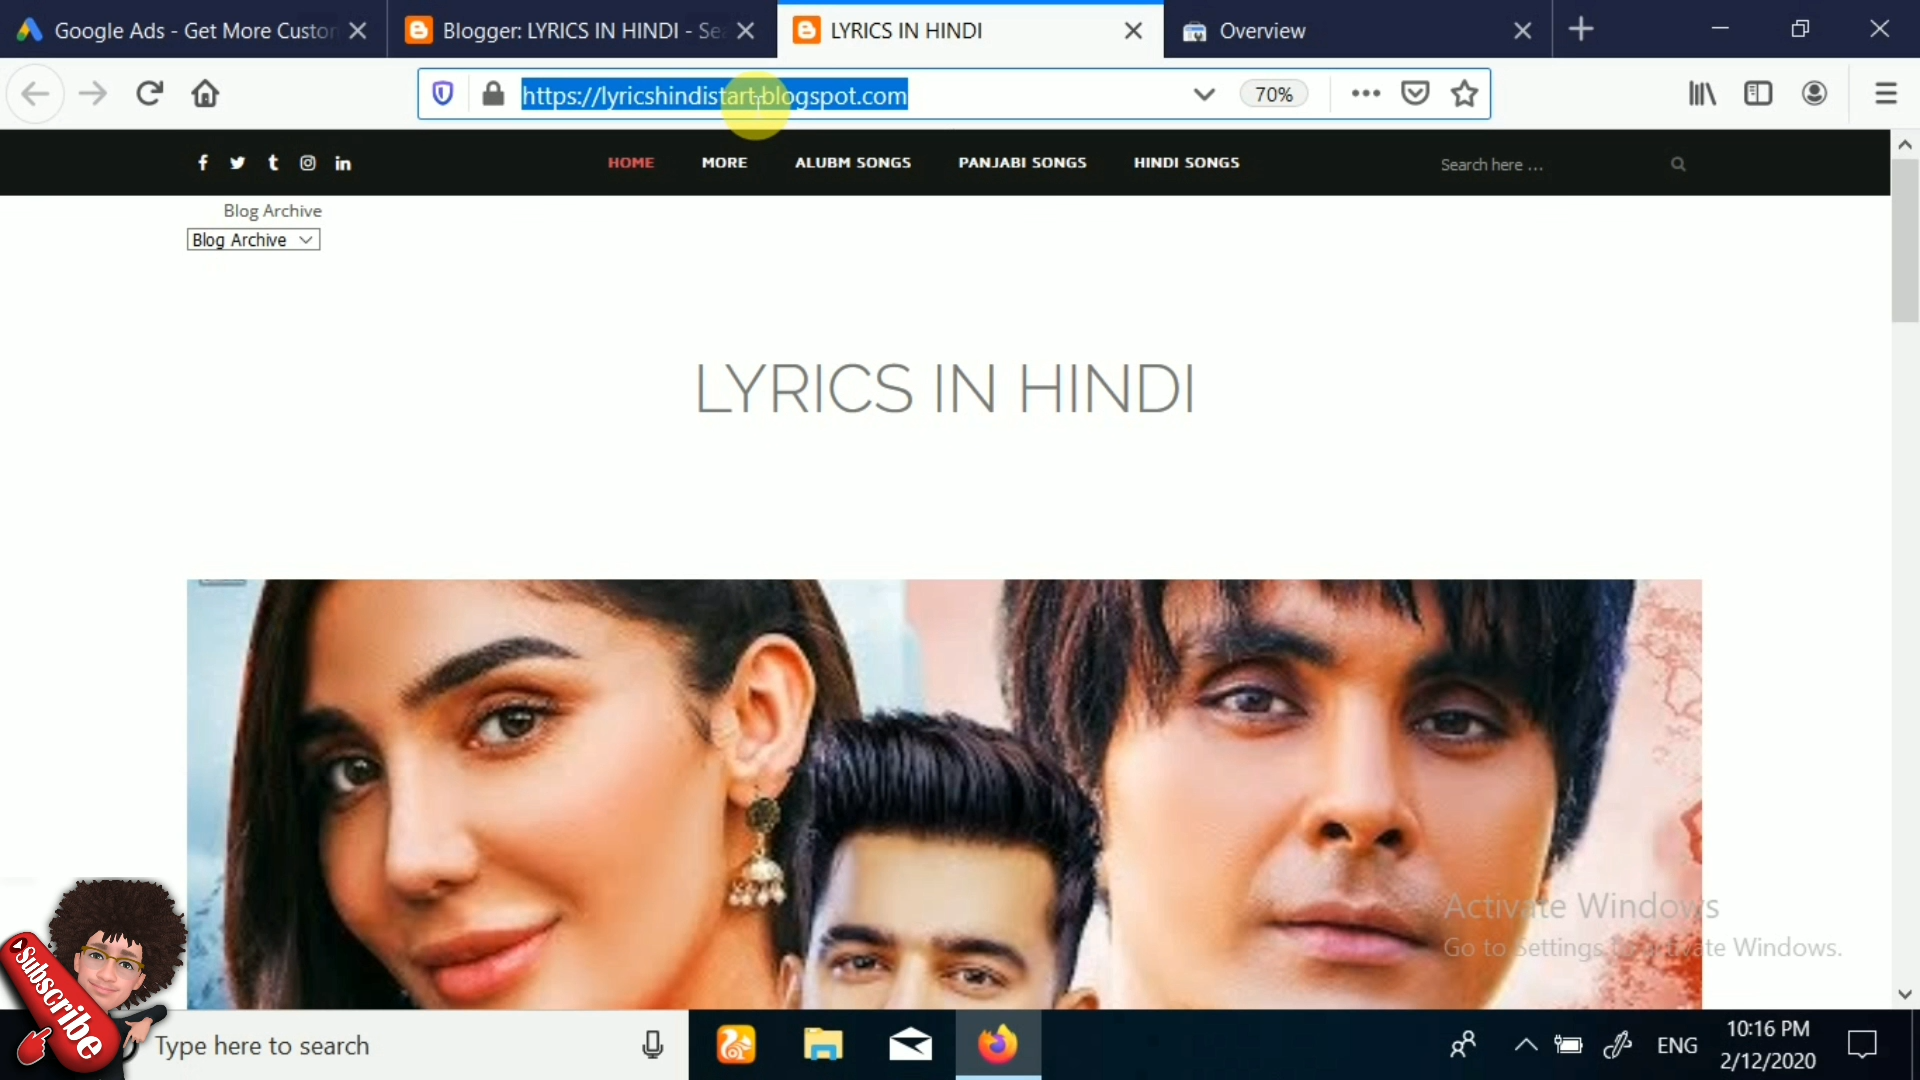 Google Ads - Get More Custon
Blogger: LYRICS IN HINDI - Se
LYRICS IN HINDI
Overview
https://lyricshindistart.blogspot.com
70%
f t in
HOME
MORE
ALUBM SONGS
PANJABI SONGS
HINDI SONGS
Search here ...
Blog Archive
Blog Archive
LYRICS IN HINDI
Activate Windows
Go to Settings to activate Windows.
Subscribe
Type here to search
ENG
10:16 PM
2/12/2020